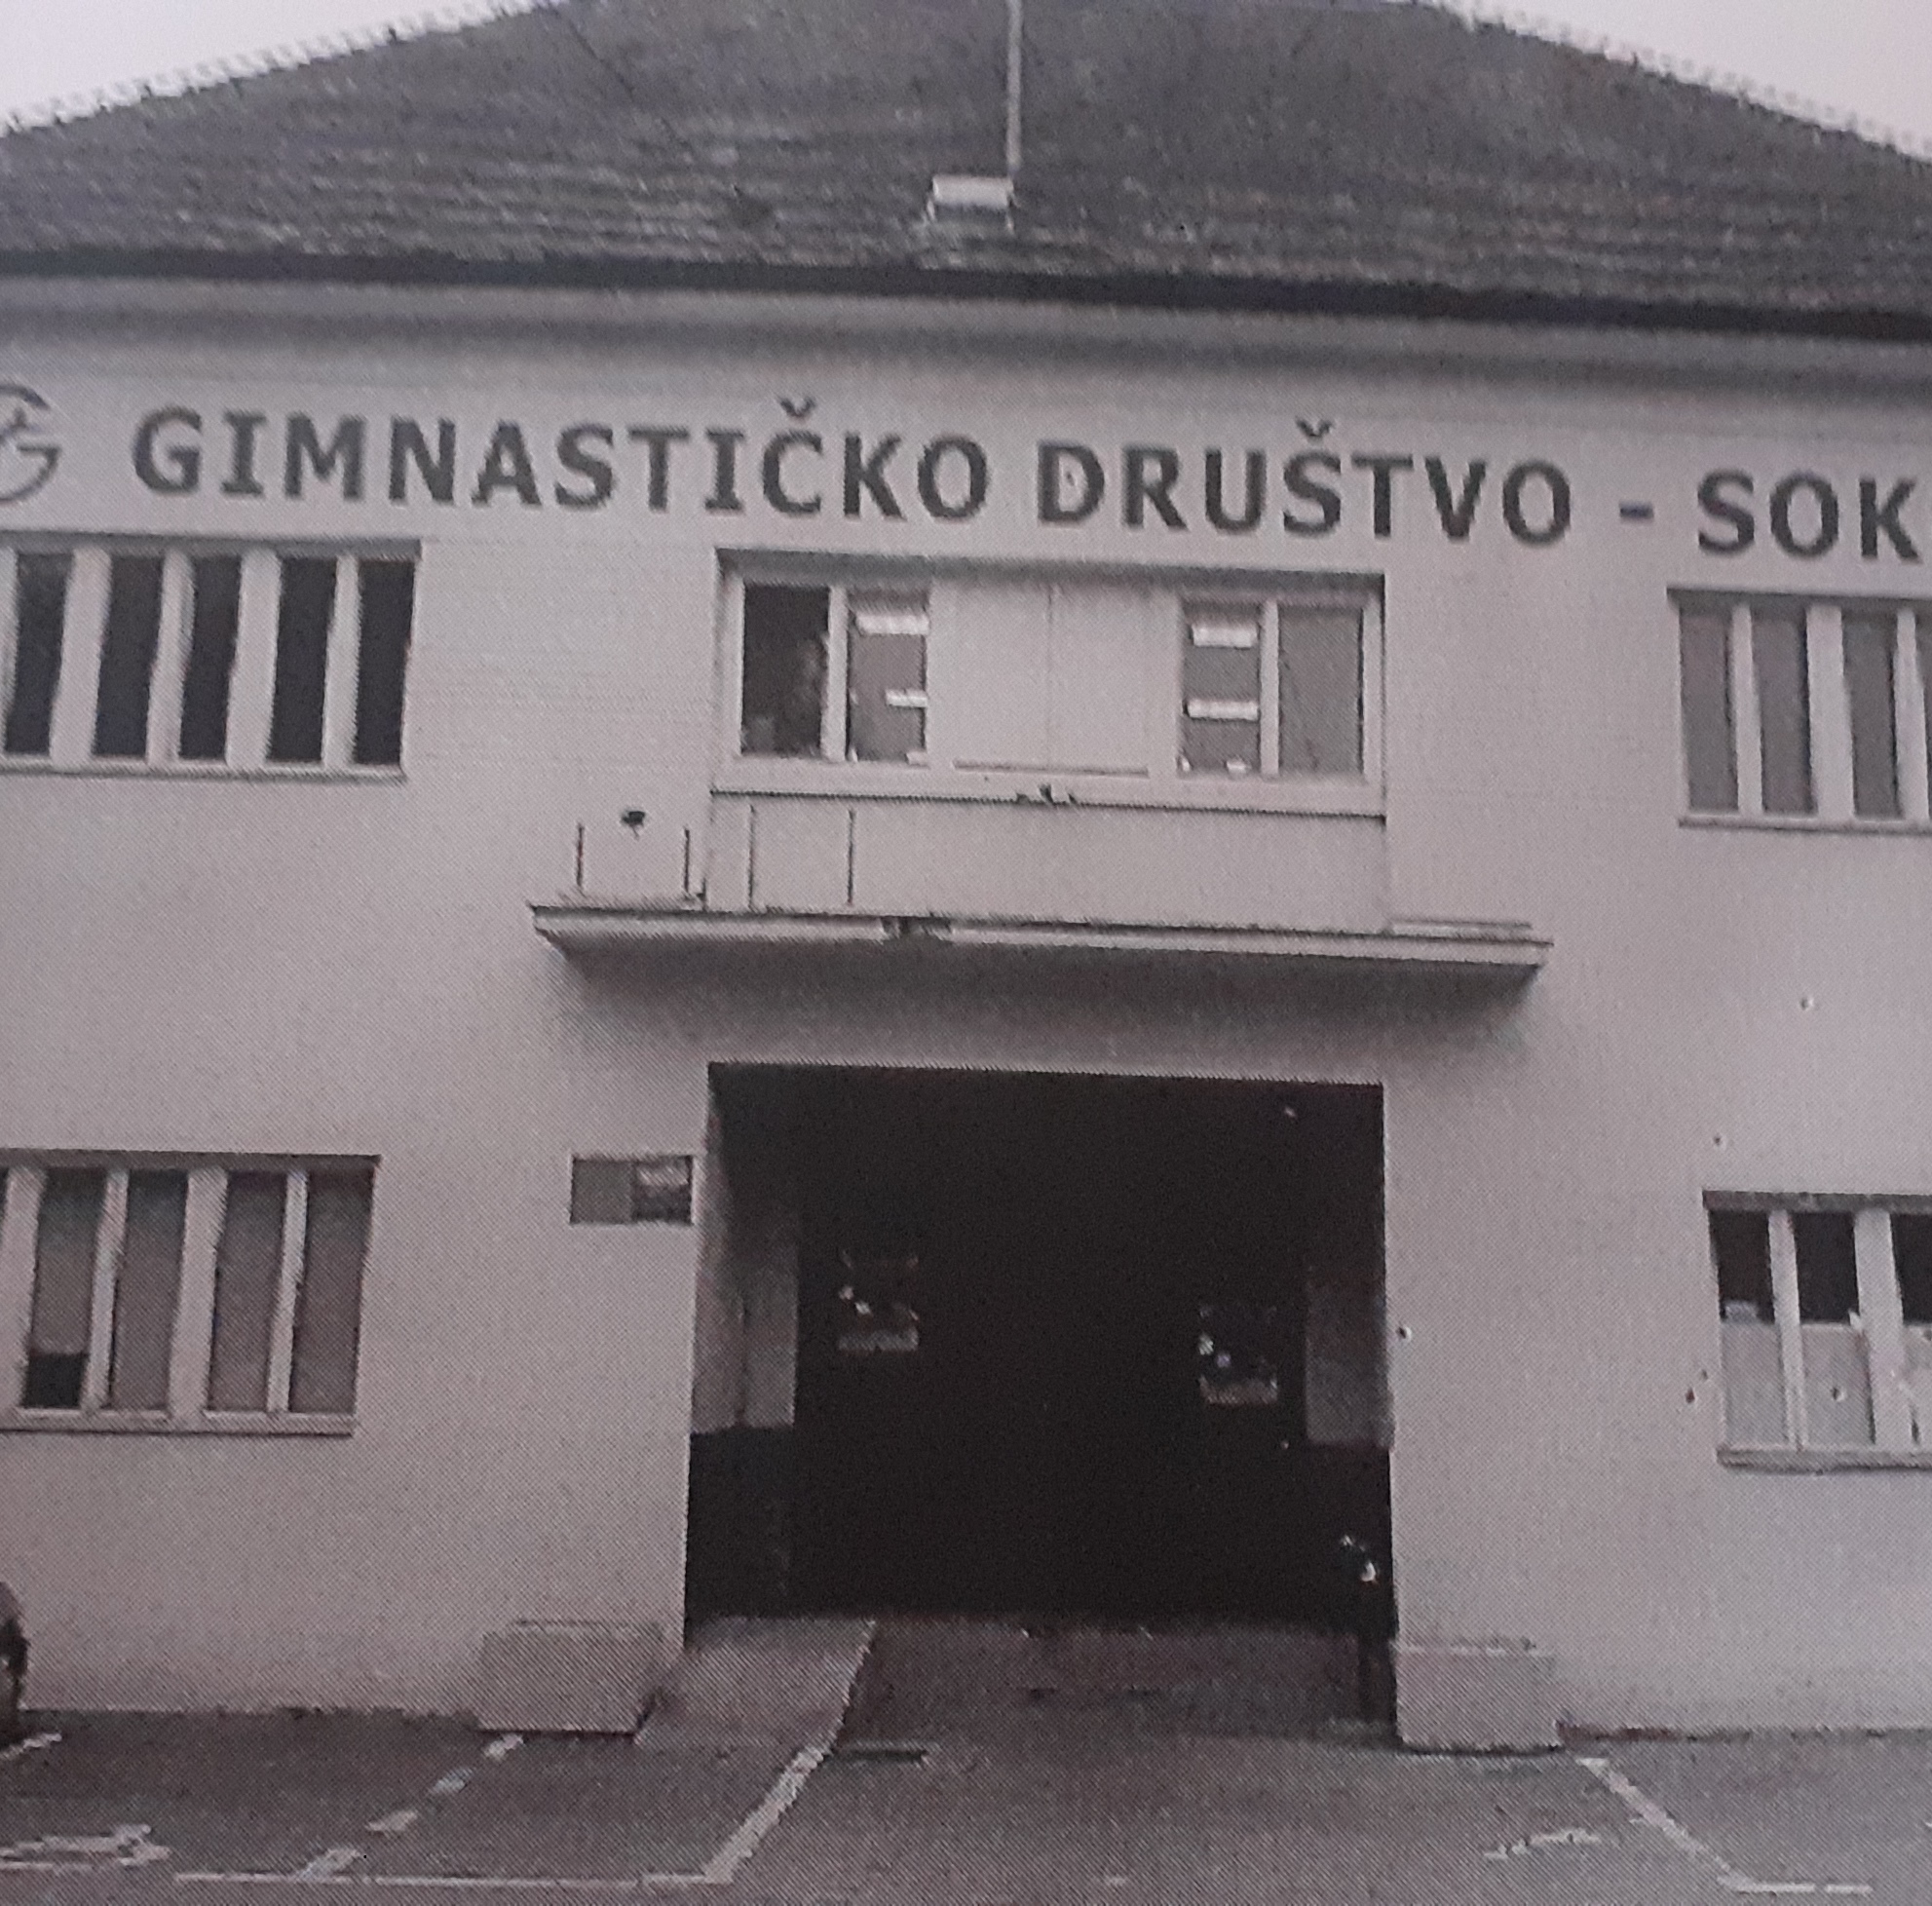 GIMNASTIČKO DRUŠTVO - SOK